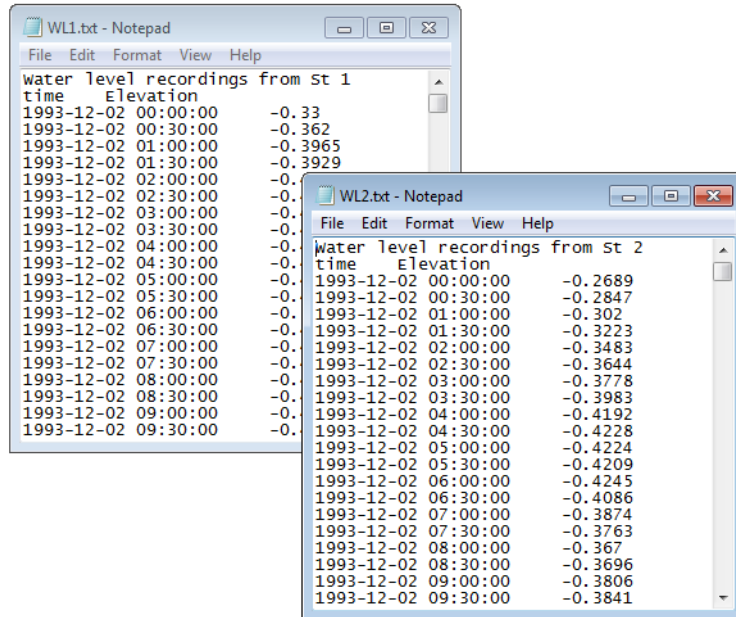 WL1.txt - Notepad
File Edit Format View Help
Water level recordings from St 1
time Elevation
1993-12-02 00:00:00 -0.33
1993-12-02 00:30:00 -0.362
1993-12-02 01:00:00 -0.3965
1993-12-02 01:30:00 -0.3929
1993-12-02 02:00:00
1993-12-02 02:30:00
1993-12-02 03:00:00
1993-12-02 03:30:00
1993-12-02 04:00:00
1993-12-02 04:30:00
1993-12-02 05:00:00
1993-12-02 05:30:00
1993-12-02 06:00:00
1993-12-02 06:30:00
1993-12-02 07:00:00
1993-12-02 07:30:00
1993-12-02 08:00:00
1993-12-02 08:30:00
1993-12-02 09:00:00
1993-12-02 09:30:00
WL2.txt - Notepad
File Edit Format View Help
Water level recordings from St 2
time Elevation
1993-12-02 00:00:00 -0.2689
1993-12-02 00:30:00 -0.2847
1993-12-02 01:00:00 -0.302
1993-12-02 01:30:00 -0.3223
1993-12-02 02:00:00 -0.3483
1993-12-02 02:30:00 -0.3644
1993-12-02 03:00:00 -0.3778
1993-12-02 03:30:00 -0.3983
1993-12-02 04:00:00 -0.4192
1993-12-02 04:30:00 -0.4228
1993-12-02 05:00:00 -0.4224
1993-12-02 05:30:00 -0.4209
1993-12-02 06:00:00 -0.4245
1993-12-02 06:30:00 -0.4086
1993-12-02 07:00:00 -0.3874
1993-12-02 07:30:00 -0.3763
1993-12-02 08:00:00 -0.367
1993-12-02 08:30:00 -0.3696
1993-12-02 09:00:00 -0.3806
1993-12-02 09:30:00 -0.3841